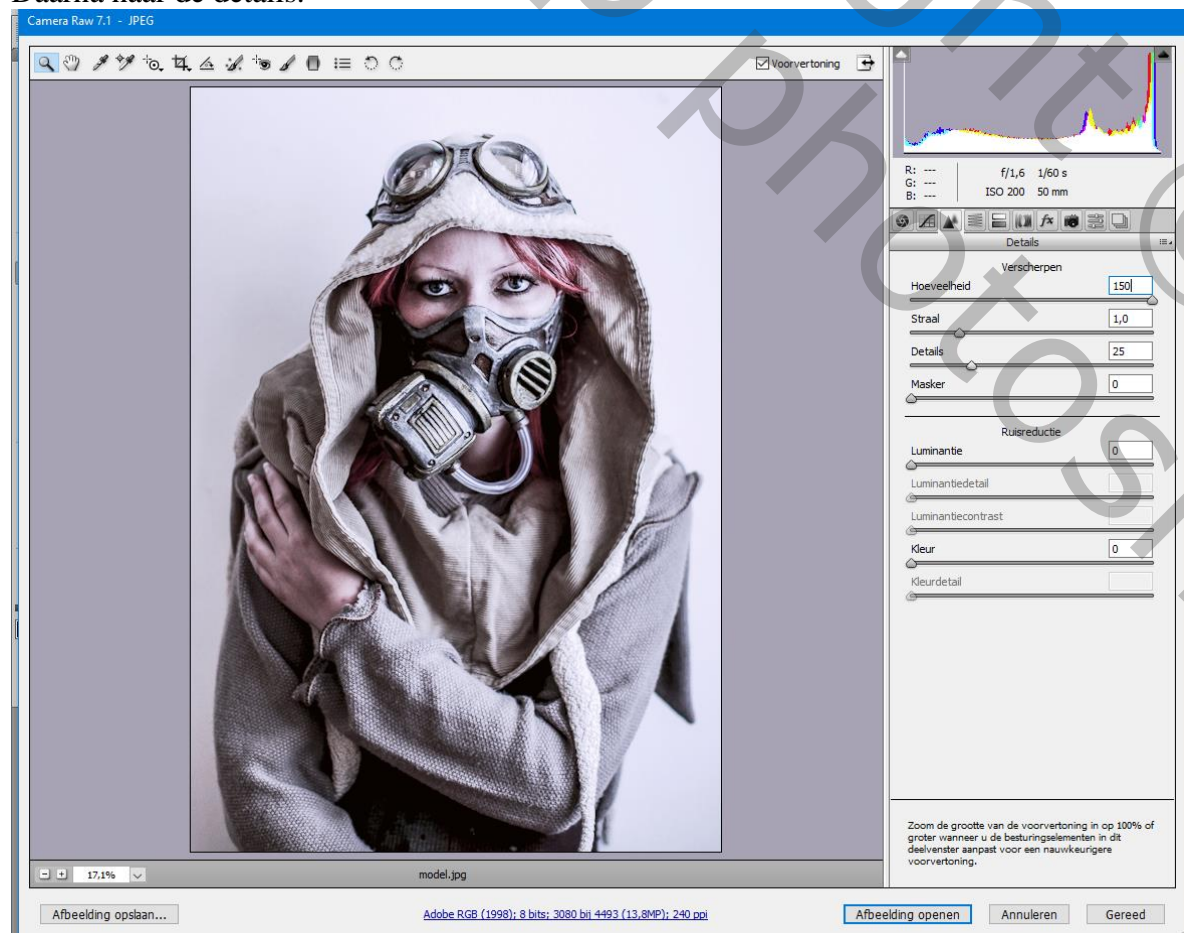 Daarna naar de details.
Camera Raw 7.1 - JPEG
Voorvertoning
R: ---
G: ---
B: ---
f/1,6 1/60 s
ISO 200 50 mm
fx
Details
Verscherpen
Hoeveelheid 150
Straal 1,0
Details 25
Masker 0
Ruisreductie
Luminantie 0
Luminantiedetail
Luminantiecontrast
Kleur 0
Kleurdetail
Zoom de grootte van de voorvertoning in op 100% of
groter wanneer u de besturingselementen in dit
deelvenster aanpast voor een nauwkeurigere
voorvertoning.
17,1%
model.jpg
Afbeelding opslaan...
Adobe RGB (1998); 8 bits; 3080 bij 4493 (13,8MP); 240 ppi
Afbeelding openen
Annuleren
Gereed